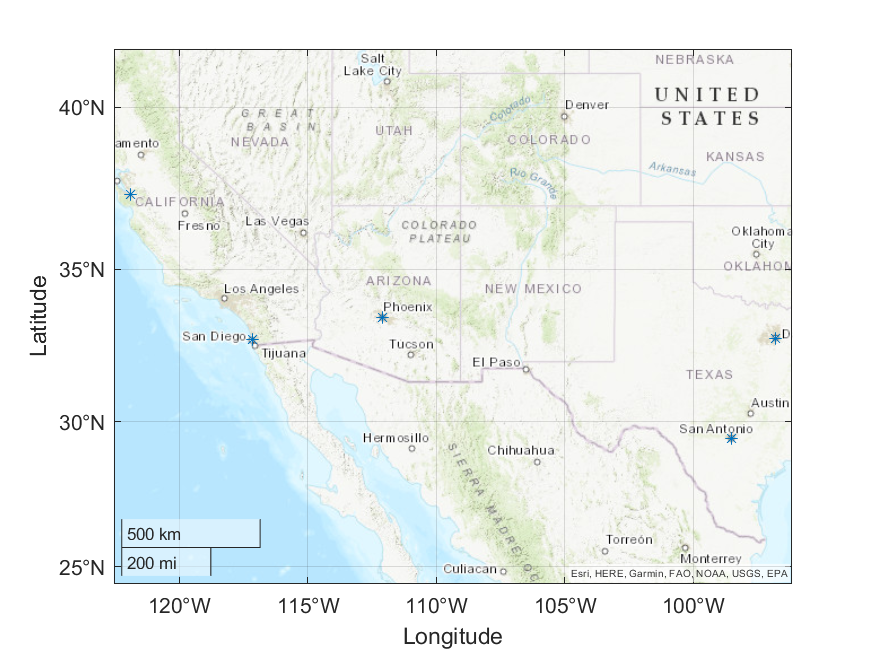 Salt
Lake City
NEBRASKA
UNITED
STATES
40°N
Denver
Colorado
GREAT
BASIN
NEVADA
UTAH
COLORADO
KANSAS
amento
Arkansas
Rio Grande
CALIFORNIA
Fresno
Las Vegas
COLORADO
PLATEAU
Oklahoma
City
OKLAHOM
35°N
ARIZONA
NEW MEXICO
Los Angeles
Phoenix
San Diego
D
Tijuana
Tucson
El Paso
TEXAS
Austin
30°N
San Antonio
Hermosillo
Chihuahua
SIERRA MADRE OC
500 km
200 mi
Torreón
Monterrey
25°N
Culiacan
Esri, HERE, Garmin, FAO, NOAA, USGS, EPA
120°W
115°W
110°W
105°W
100°W
Longitude
Latitude